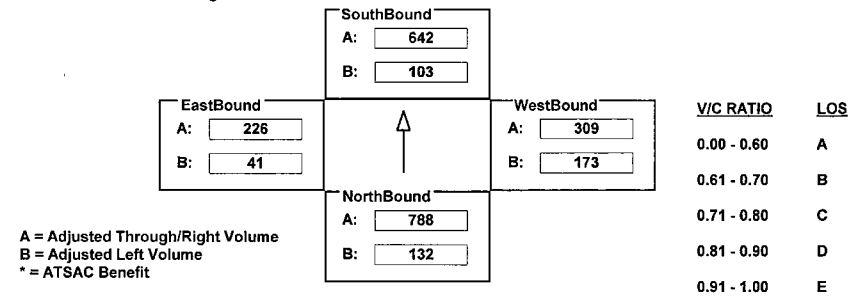 SouthBound
A: 642
B: 103
EastBound
A: 226
B: 41
WestBound
A: 309
B: 173
NorthBound
A: 788
B: 132
A = Adjusted Through/Right Volume
B = Adjusted Left Volume
* = ATSAC Benefit
V/C RATIO LOS
0.00 - 0.60 A
0.61 - 0.70 B
0.71 - 0.80 C
0.81 - 0.90 D
0.91 - 1.00 E